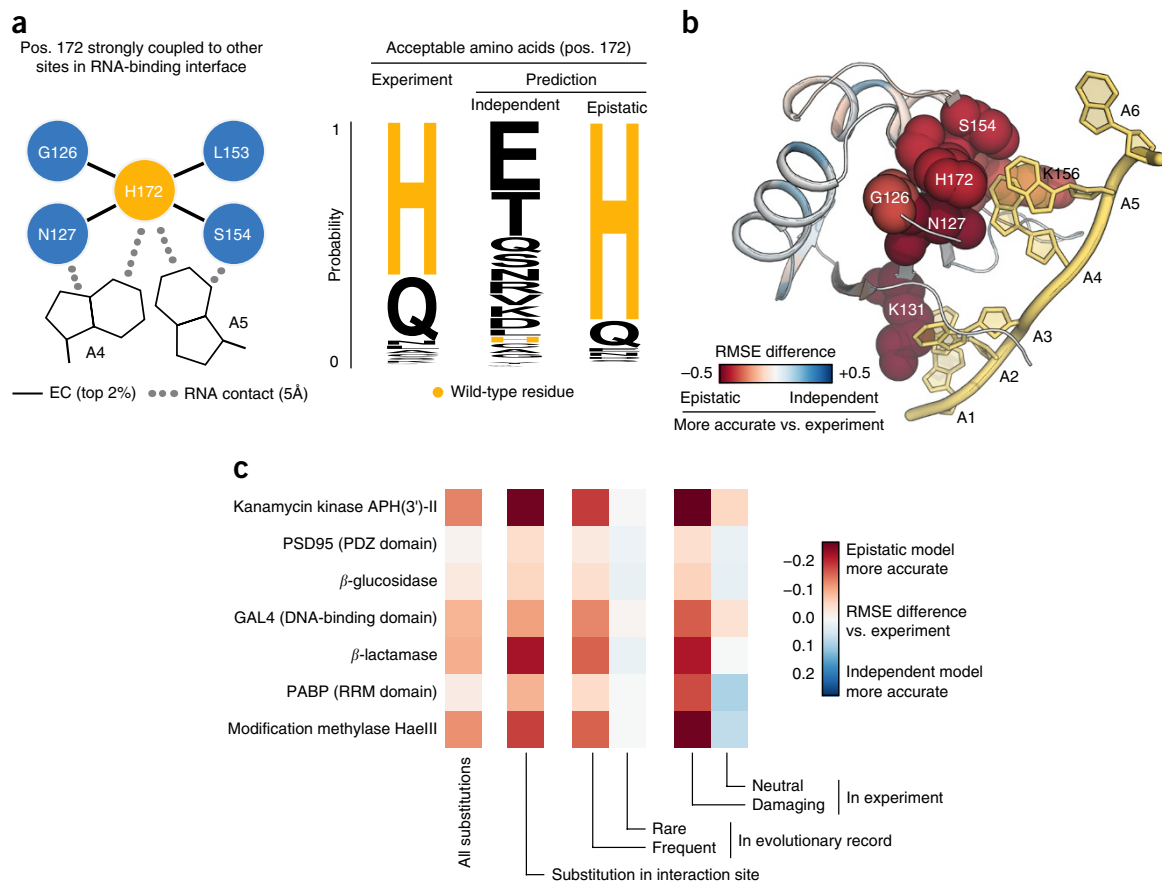 a
Pos. 172 strongly coupled to other
sites in RNA-binding interface
G126
L153
H172
N127
S154
A4
A5
EC (top 2%)
RNA contact (5Å)
Acceptable amino acids (pos. 172)
Experiment
Prediction
Independent
Epistatic
1
Probability
0
H
Q
E
T
Q
S
N
R
V
K
D
H
Q
Wild-type residue
b
S154
H172
K156
G126
N127
K131
A6
A5
A4
A3
A2
A1
RMSE difference
–0.5
+0.5
Epistatic
Independent
More accurate vs. experiment
c
Kanamycin kinase APH(3')-II
PSD95 (PDZ domain)
β-glucosidase
GAL4 (DNA-binding domain)
β-lactamase
PABP (RRM domain)
Modification methylase HaeIII
All substitutions
Substitution in interaction site
Frequent
Rare
In evolutionary record
Damaging
Neutral
In experiment
–0.2
–0.1
0.0
0.1
0.2
Epistatic model
more accurate
RMSE difference
vs. experiment
Independent model
more accurate